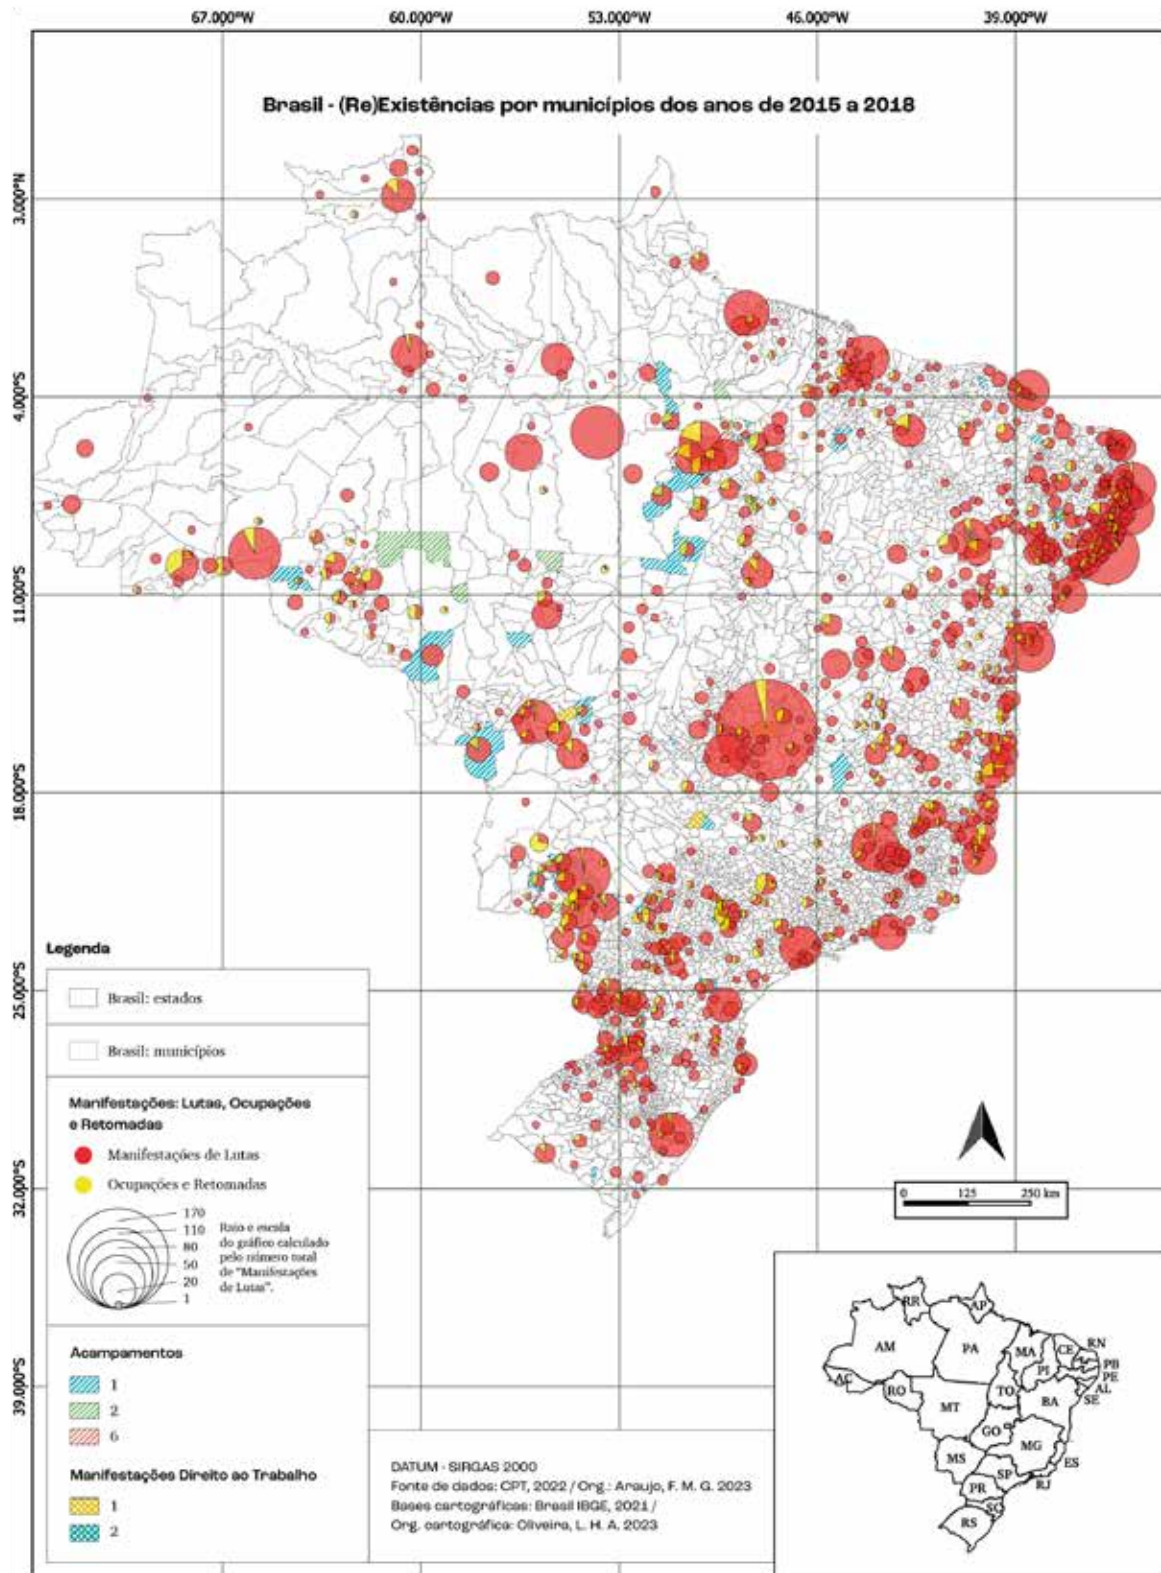 67.000°W 60.000°W 53.000°W 46.000°W 39.000°W
Brasil - (Re)Existências por municípios dos anos de 2015 a 2018
3.000°N
4.000°S
11.000°S
18.000°S
25.000°S
32.000°S
39.000°S
Legenda
Brasil: estados
Brasil: municípios
Manifestações: Lutas, Ocupações
e Retomadas
Manifestações de Lutas
Ocupações e Retomadas
170
110
80
50
20
1
Raio e escala
do gráfico calculado
pelo número total
de "Manifestações
de Lutas".
Acampamentos
1
2
6
Manifestações Direito ao Trabalho
1
2
DATUM - SIRGAS 2000
Fonte de dados: CPT, 2022 / Org.: Araujo, F. M. G. 2023
Bases cartográficas: Brasil IBGE, 2021 /
Org. cartográfica: Oliveira, L. H. A. 2023
0 125 250 km
RR AP
AM PA MA CE RN
PB
PI PE
AC AL
RO TO SE
MT BA
GO
MG
MS ES
SP RJ
PR
SC
RS